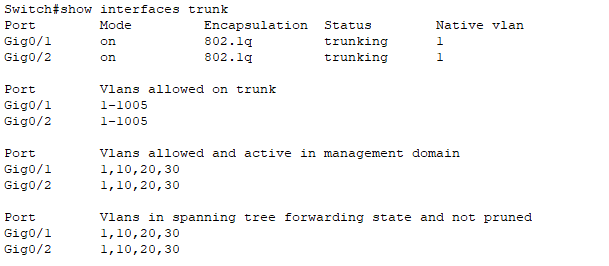 Switch#show interfaces trunk
Port        Mode         Encapsulation  Status        Native vlan
Gig0/1      on           802.1q         trunking      1
Gig0/2      on           802.1q         trunking      1

Port        Vlans allowed on trunk
Gig0/1      1-1005
Gig0/2      1-1005

Port        Vlans allowed and active in management domain
Gig0/1      1,10,20,30
Gig0/2      1,10,20,30

Port        Vlans in spanning tree forwarding state and not pruned
Gig0/1      1,10,20,30
Gig0/2      1,10,20,30